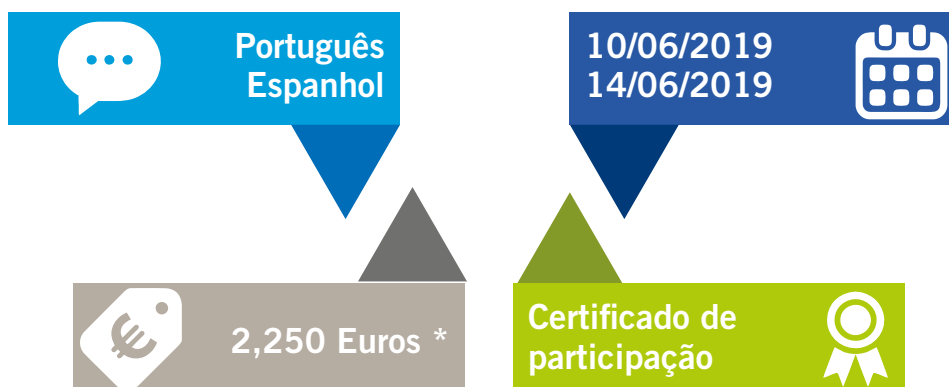 Português
Espanhol
10/06/2019
14/06/2019
2,250 Euros *
Certificado de
participação